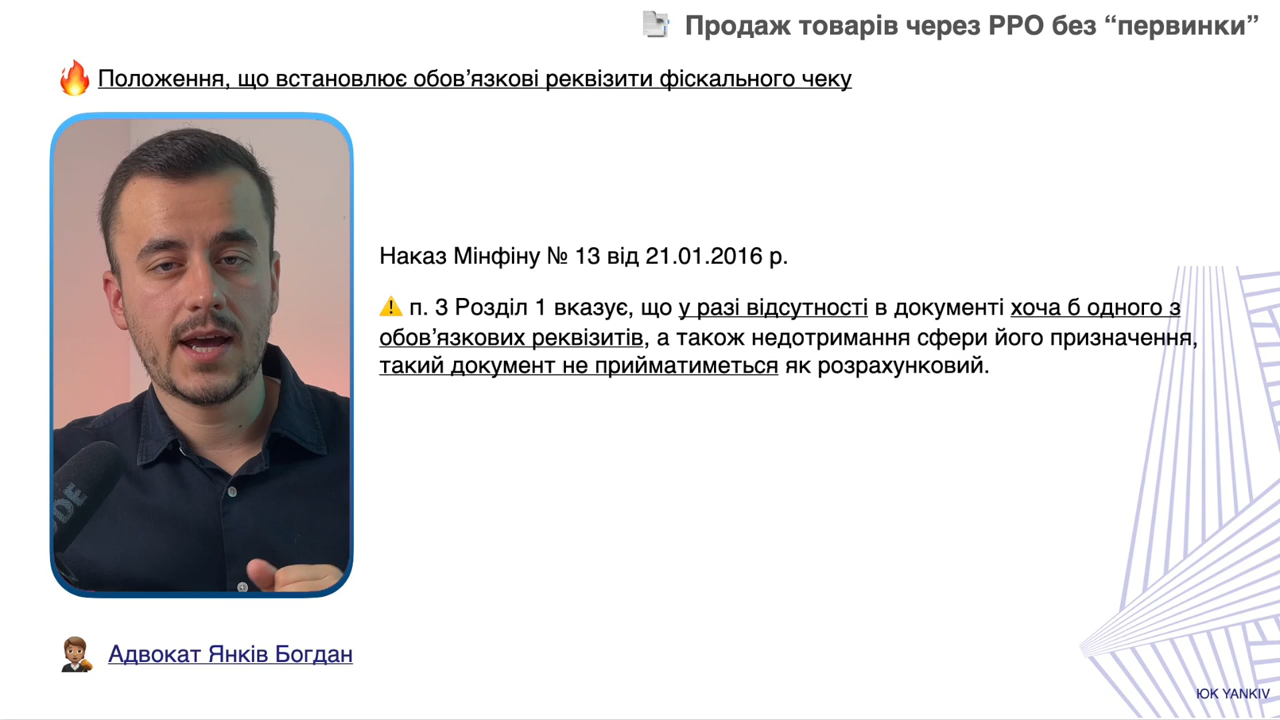 Продаж товарів через РРО без “первинки”
Положення, що встановлює обов’язкові реквізити фіскального чеку
Наказ Мінфіну № 13 від 21.01.2016 р.
п. 3 Розділ 1 вказує, що у разі відсутності в документі хоча б одного з
обов’язкових реквізитів, а також недотримання сфери його призначення,
такий документ не прийматиметься як розрахунковий.
Адвокат Янків Богдан
ЮК YANKIV